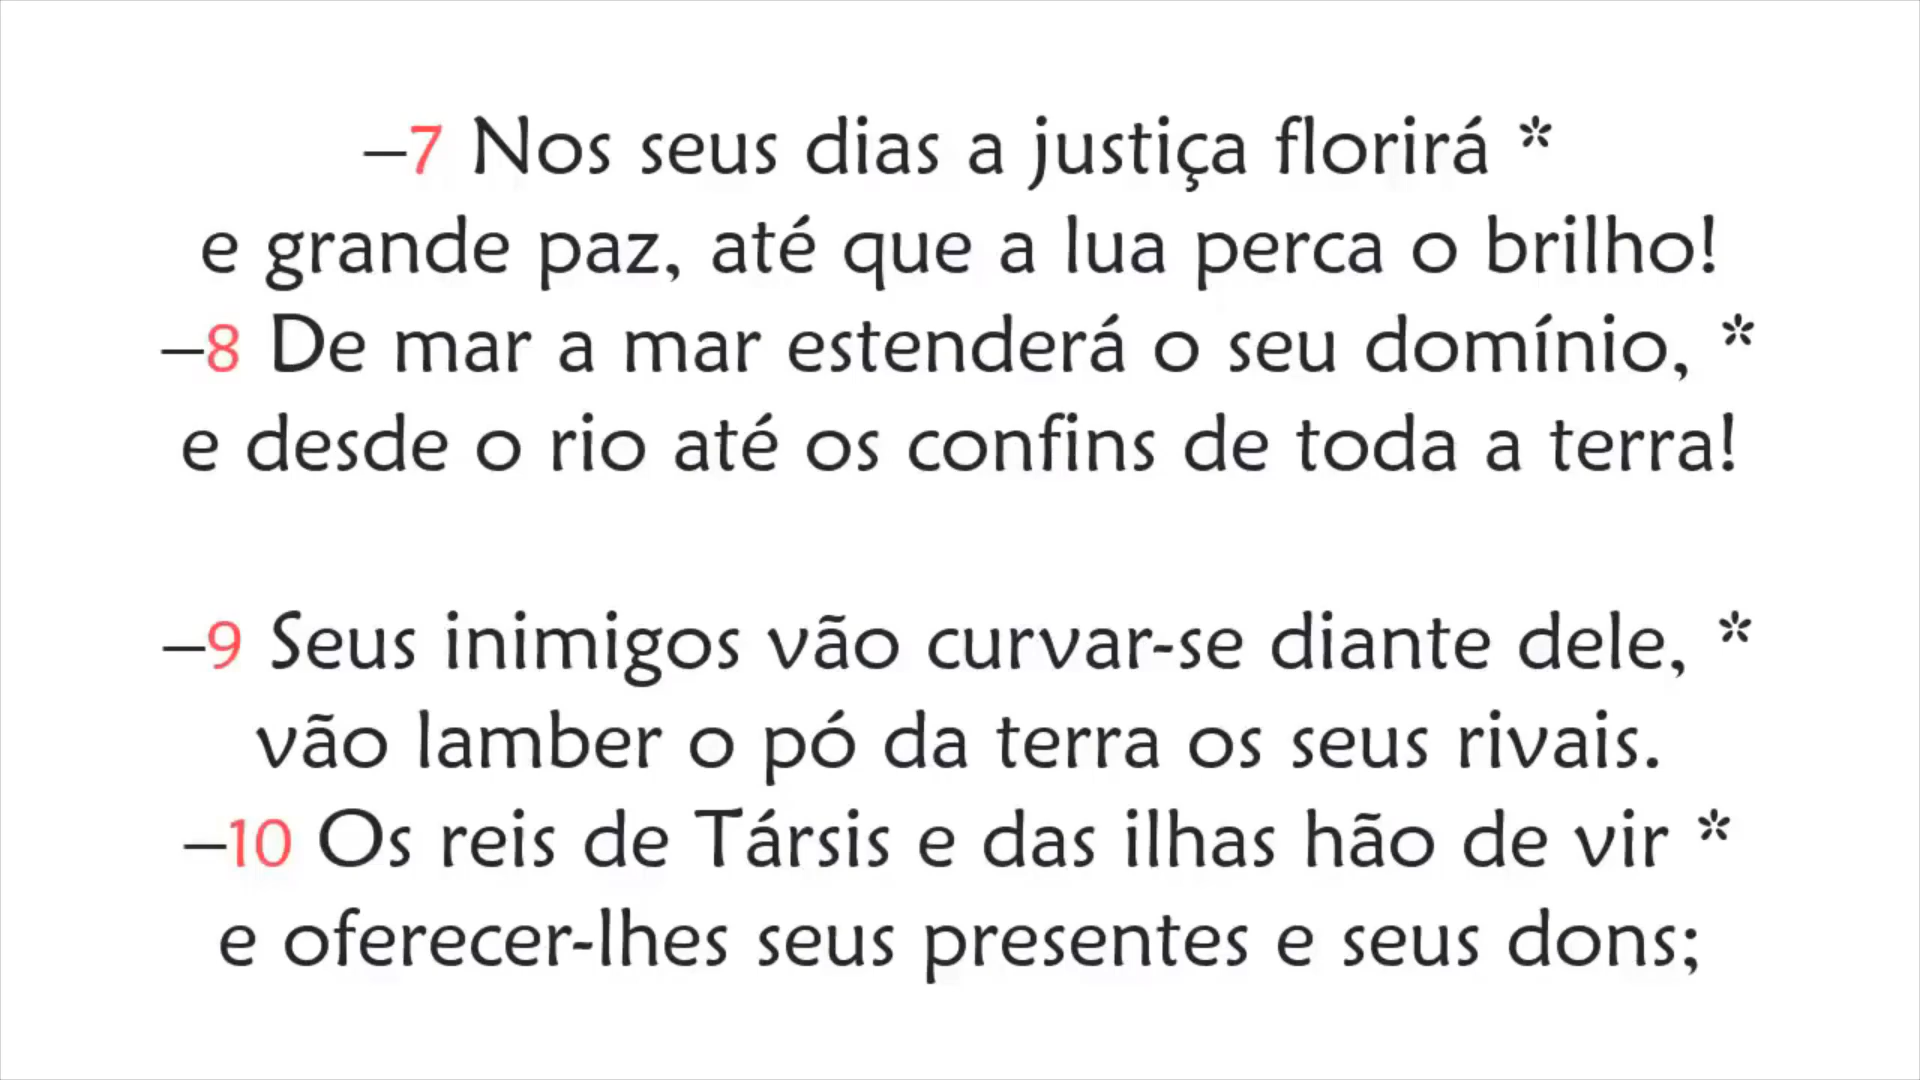 –7 Nos seus dias a justiça florirá *
e grande paz, até que a lua perca o brilho!
–8 De mar a mar estenderá o seu domínio, *
e desde o rio até os confins de toda a terra!
–9 Seus inimigos vão curvar-se diante dele, *
vão lamber o pó da terra os seus rivais.
–10 Os reis de Társis e das ilhas hão de vir *
e oferecer-lhes seus presentes e seus dons;